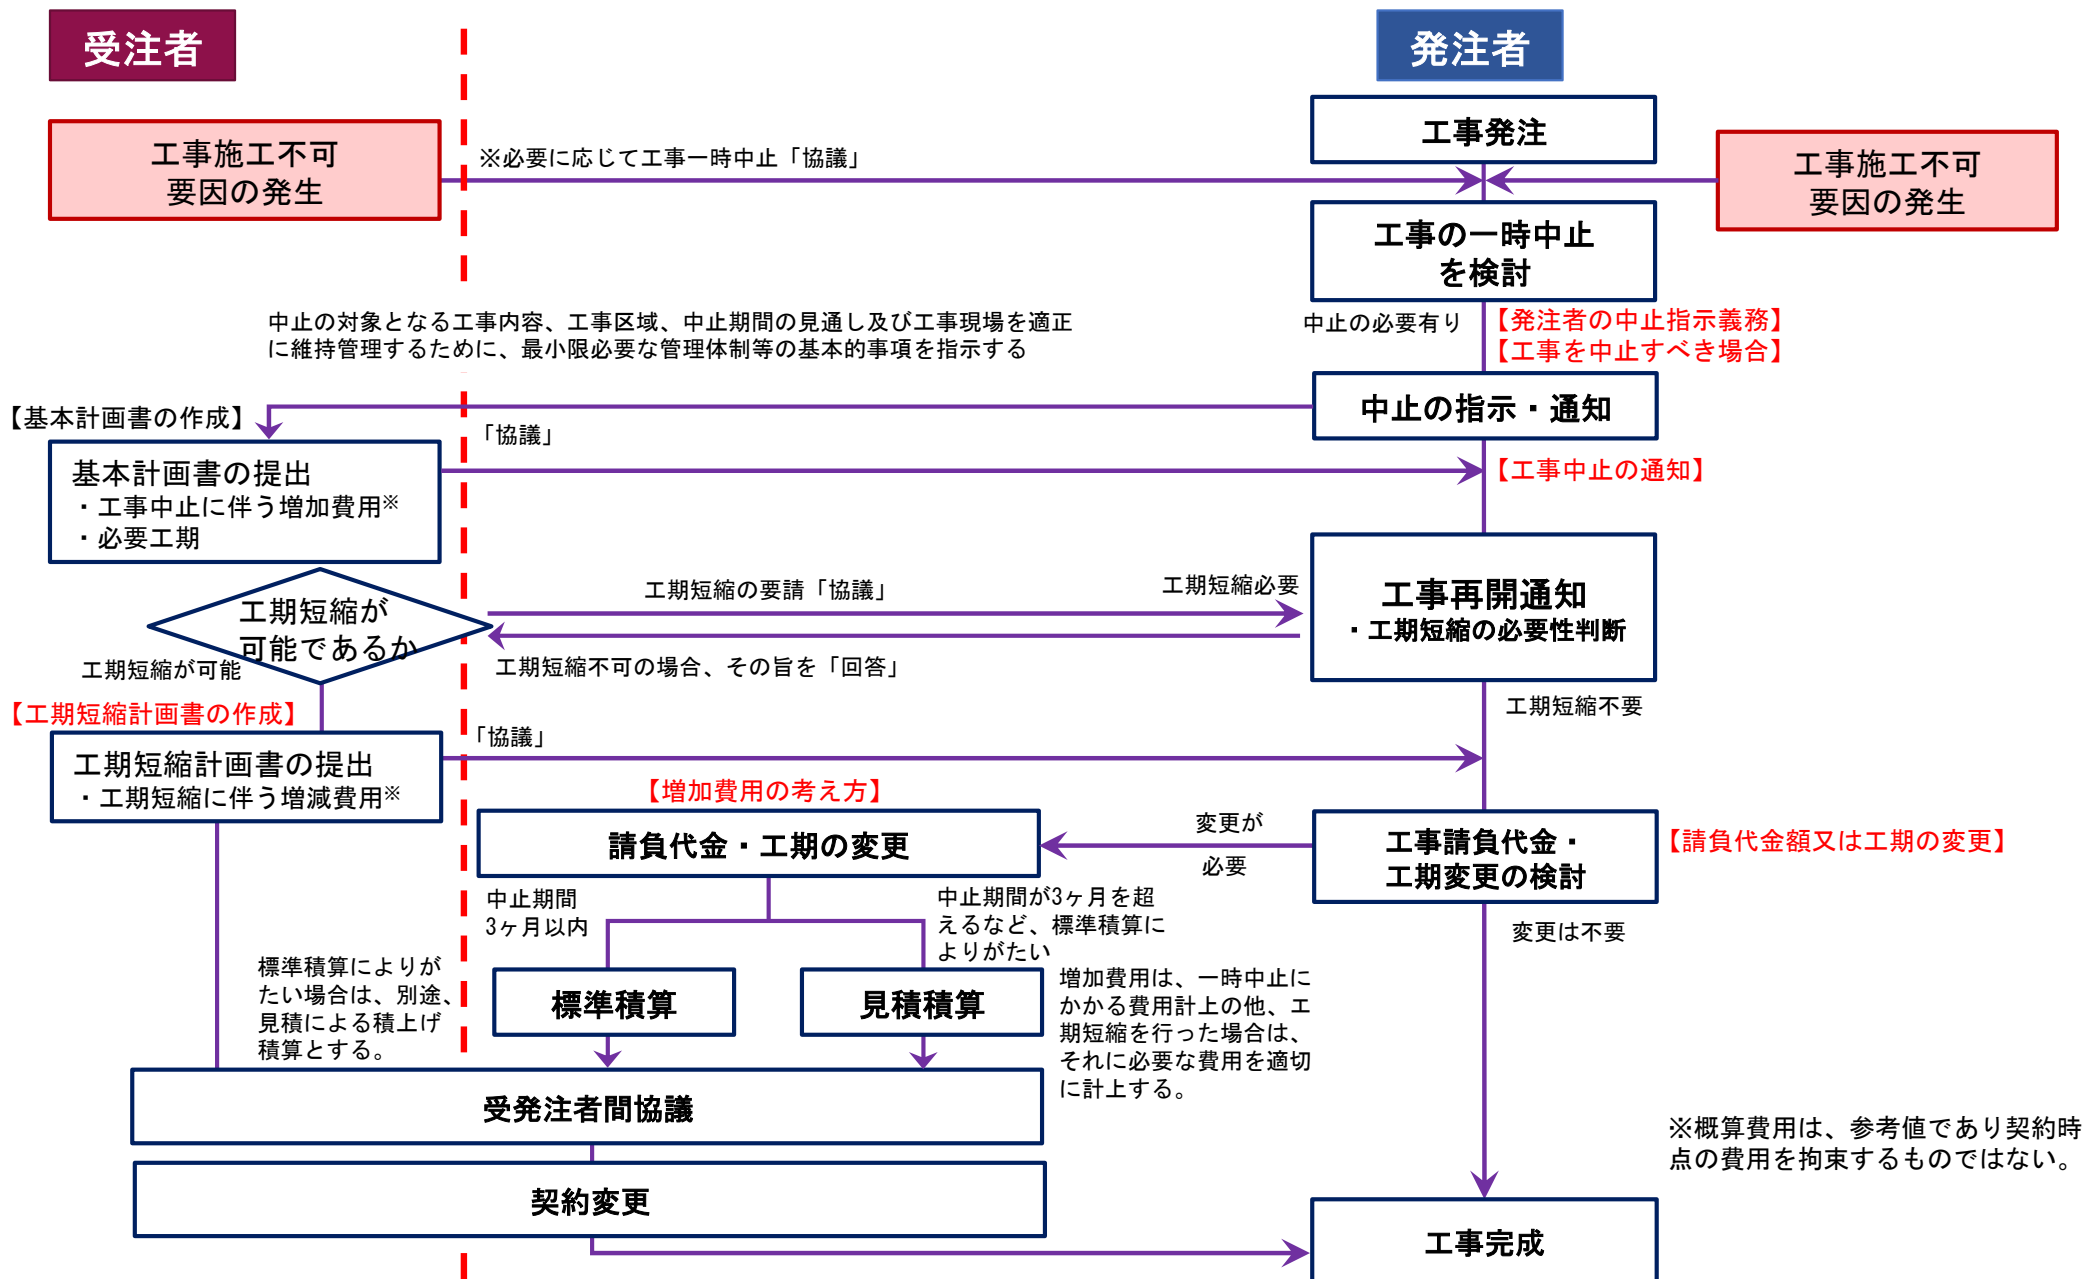 受注者
発注者
工事発注
工事施工不可
要因の発生
※必要に応じて工事一時中止「協議」
工事施工不可
要因の発生
工事の一時中止
を検討
中止の対象となる工事内容、工事区域、中止期間の見通し及び工事現場を適正
に維持管理するために、最小限必要な管理体制等の基本的事項を指示する
中止の必要有り
【発注者の中止指示義務】
【工事を中止すべき場合】
中止の指示・通知
【基本計画書の作成】
「協議」
基本計画書の提出
・工事中止に伴う増加費用※
・必要工期
【工事中止の通知】
工期短縮が
可能であるか
工期短縮の要請「協議」
工期短縮必要
工事再開通知
・工期短縮の必要性判断
工期短縮不可の場合、その旨を「回答」
工期短縮が可能
工期短縮不要
【工期短縮計画書の作成】
「協議」
工期短縮計画書の提出
・工期短縮に伴う増減費用※
【増加費用の考え方】
請負代金・工期の変更
変更が
必要
工事請負代金・
工期変更の検討
【請負代金額又は工期の変更】
中止期間
3ヶ月以内
中止期間が3ヶ月を超
えるなど、標準積算に
よりがたい
変更は不要
標準積算によりが
たい場合は、別途、
見積による積上げ
積算とする。
標準積算
見積積算
増加費用は、一時中止に
かかる費用計上の他、工
期短縮を行った場合は、
それに必要な費用を適切
に計上する。
受発注者間協議
※概算費用は、参考値であり契約時
点の費用を拘束するものではない。
契約変更
工事完成